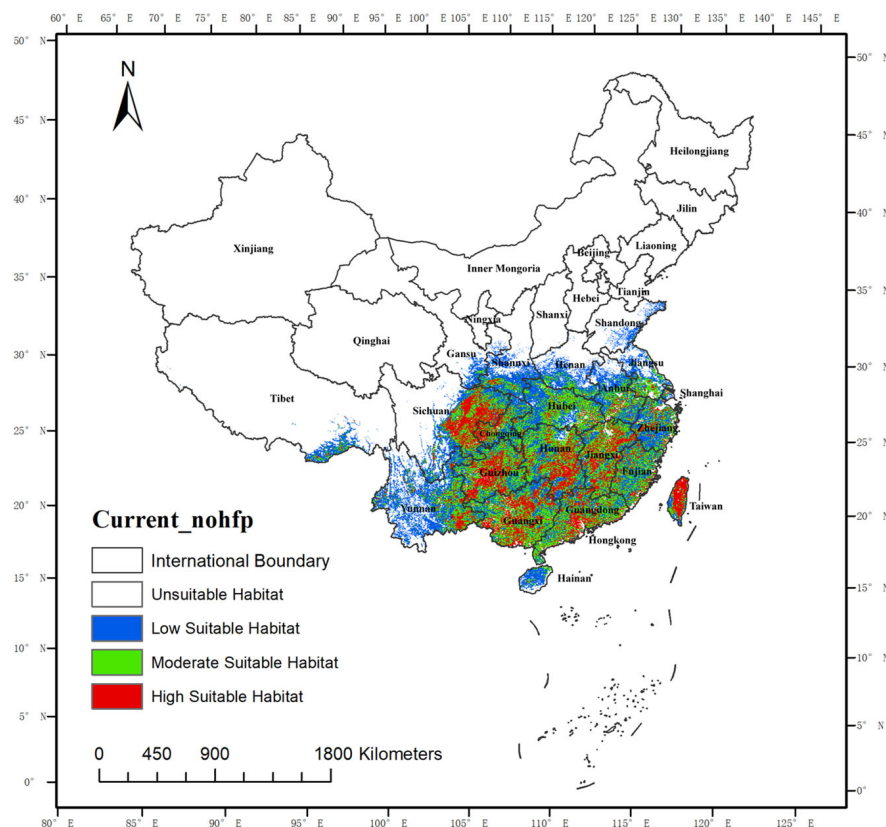 60° E 70° E 75° E 80° E 85° E 90° E 95° E 100° E 105° E 110° E 115° E 120° E 125° E 130° E 135° E 140° E 145° E
50° N
50° N
N
45° N
45° N
Heilongjiang
40° N
40° N
Jilin
Xinjiang
Liaoning
Beijing
35° N
35° N
Inner Mongoria
Hebei
Tianjin
Ningxia
Shanxi
Shandong
30° N
30° N
Qinghai
Gansu
Shannxi
Henan
Jiangsu
Anhui
Shanghai
Tibet
Sichuan
Hubei
25° N
25° N
Chongqing
Zhejiang
Hunan
Jiangxi
Guizhou
Fujian
20° N
20° N
Yunnan
Guangxi
Guangdong
Taiwan
Hongkong
Current_nohfp
International Boundary
15° N
15° N
Hainan
Unsuitable Habitat
Low Suitable Habitat
10° N
10° N
Moderate Suitable Habitat
5° N
5° N
High Suitable Habitat
0 450 900 1800 Kilometers
0°
0°
80° E 85° E 90° E 95° E 100° E 105° E 110° E 115° E 120° E 125° E